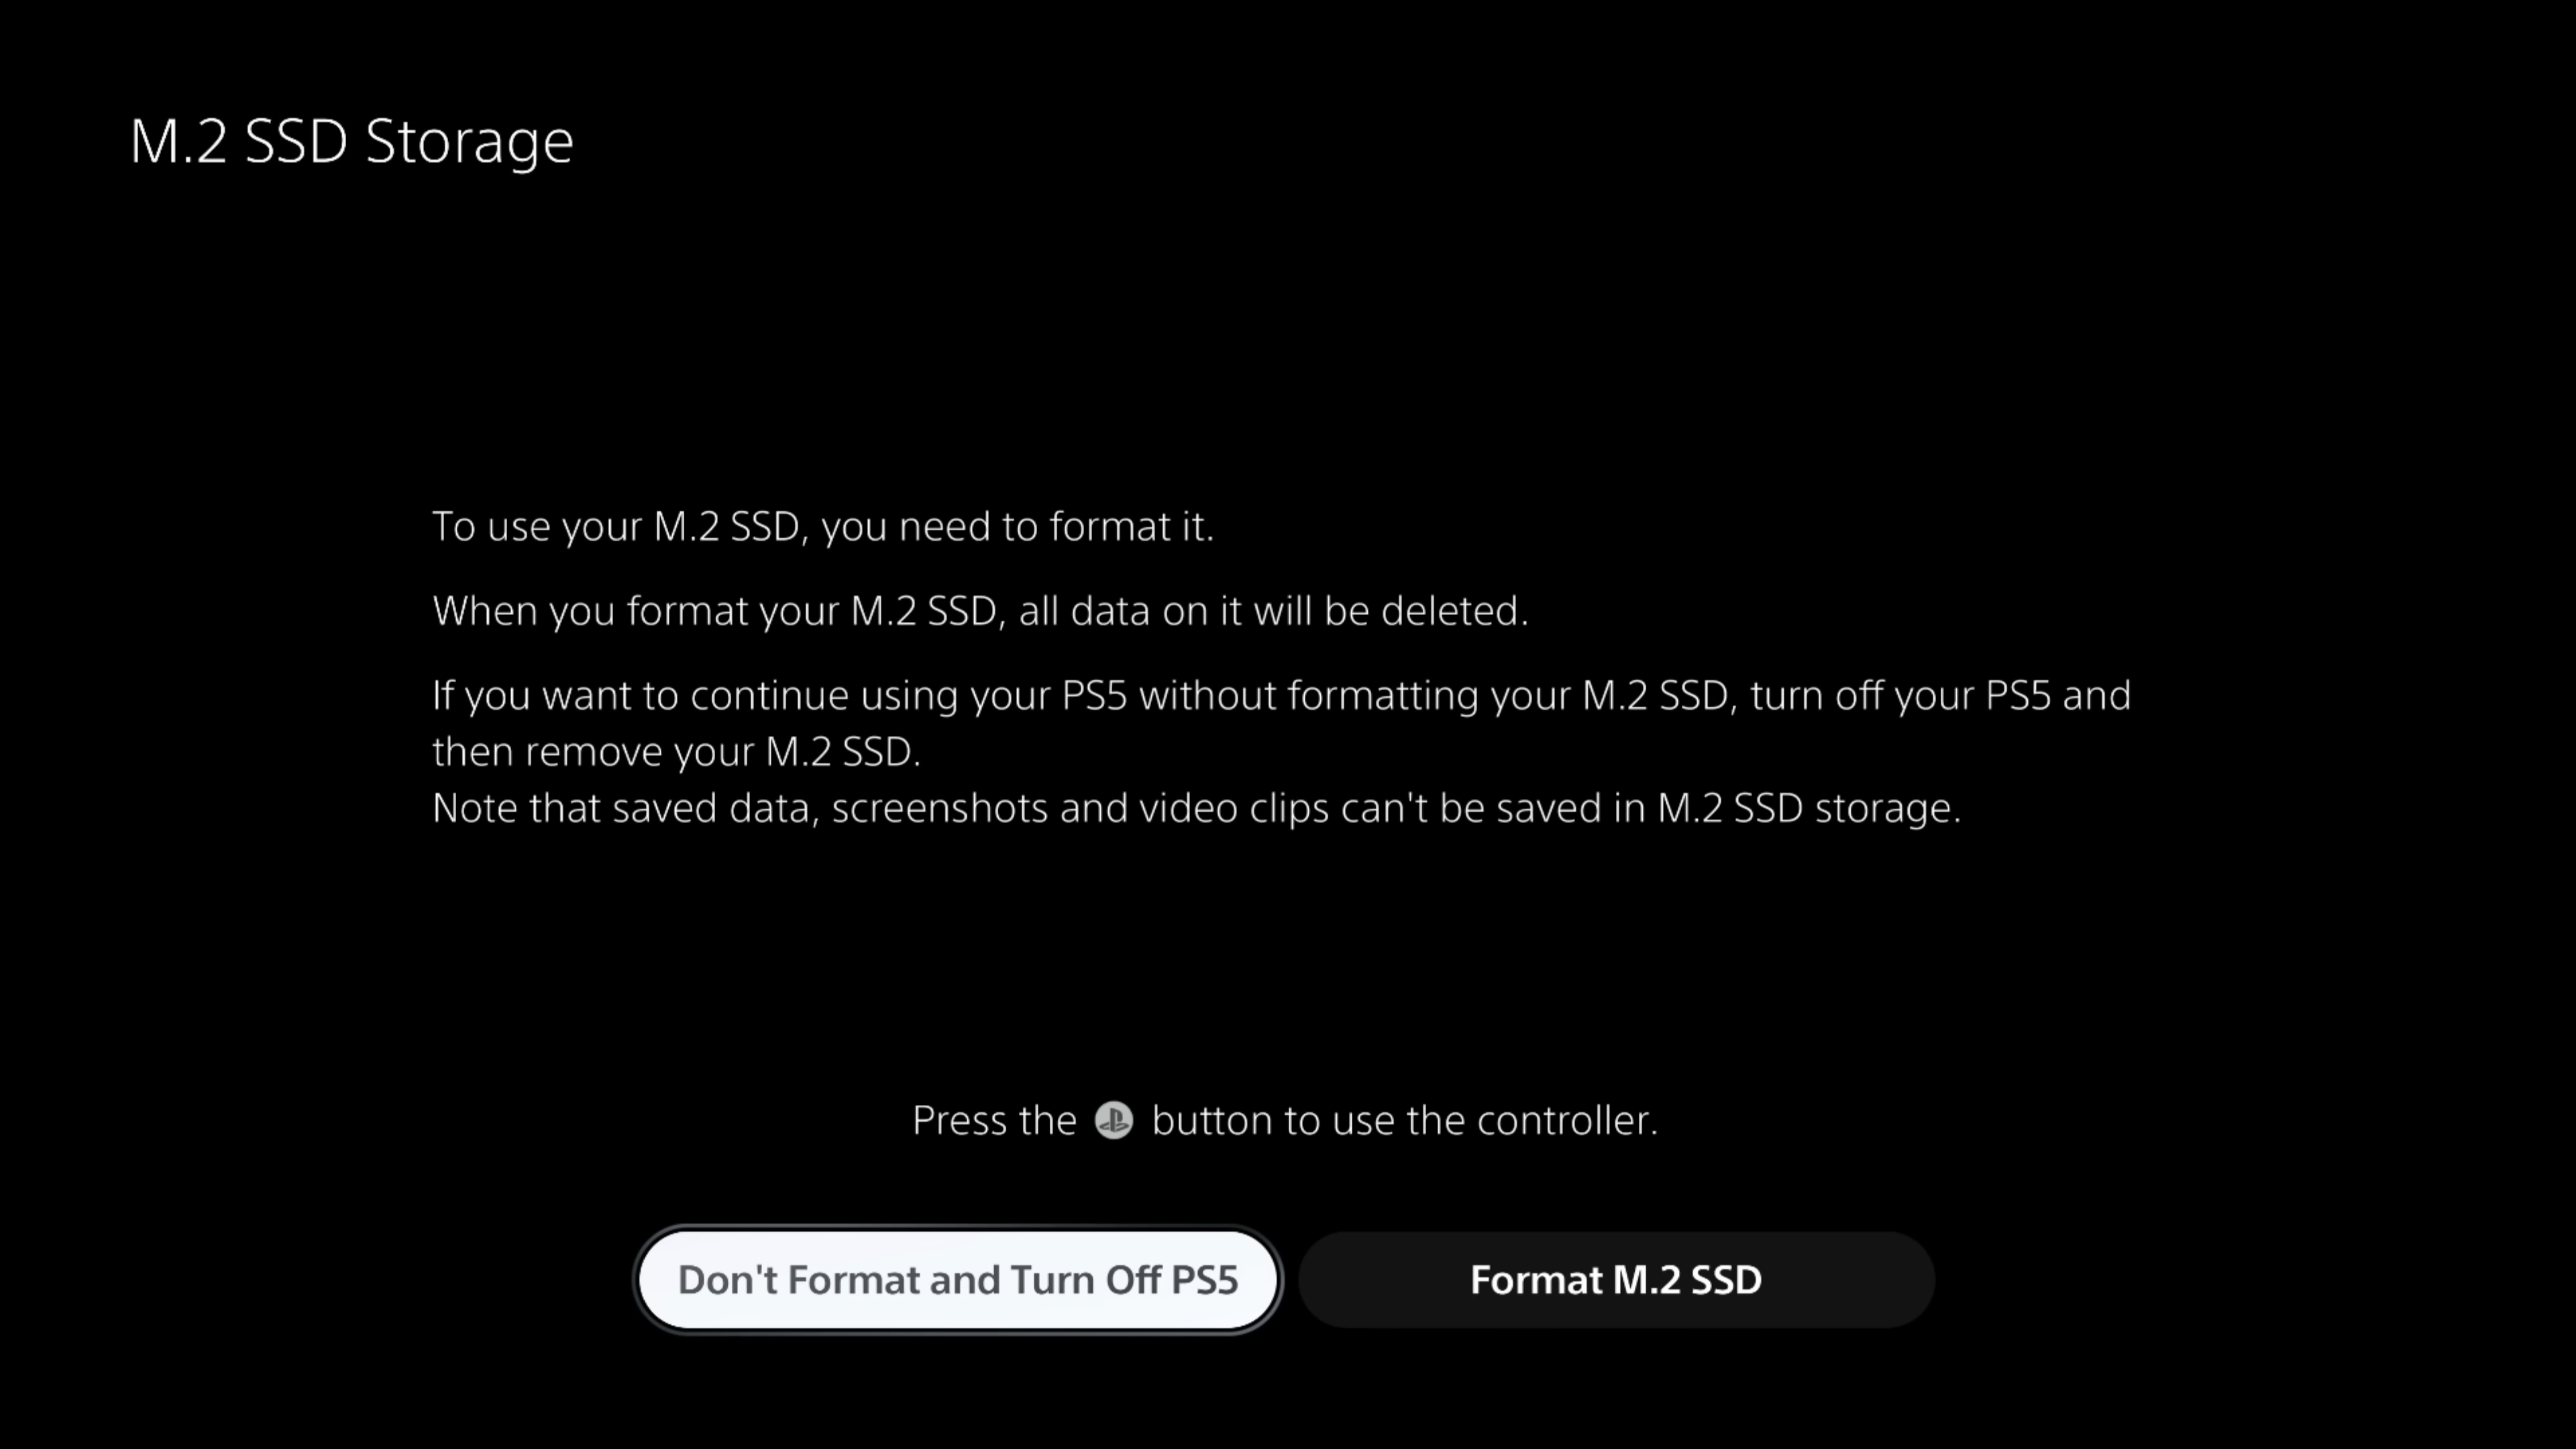 M.2 SSD Storage
To use your M.2 SSD, you need to format it.
When you format your M.2 SSD, all data on it will be deleted.
If you want to continue using your PS5 without formatting your M.2 SSD, turn off your PS5 and
then remove your M.2 SSD.
Note that saved data, screenshots and video clips can't be saved in M.2 SSD storage.
Press the button to use the controller.
Don't Format and Turn Off PS5
Format M.2 SSD